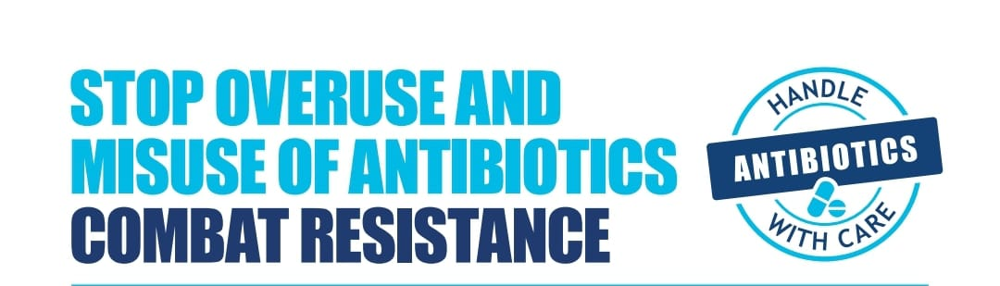 STOP OVERUSE AND
MISUSE OF ANTIBIOTICS
COMBAT RESISTANCE
HANDLE
ANTIBIOTICS
WITH CARE